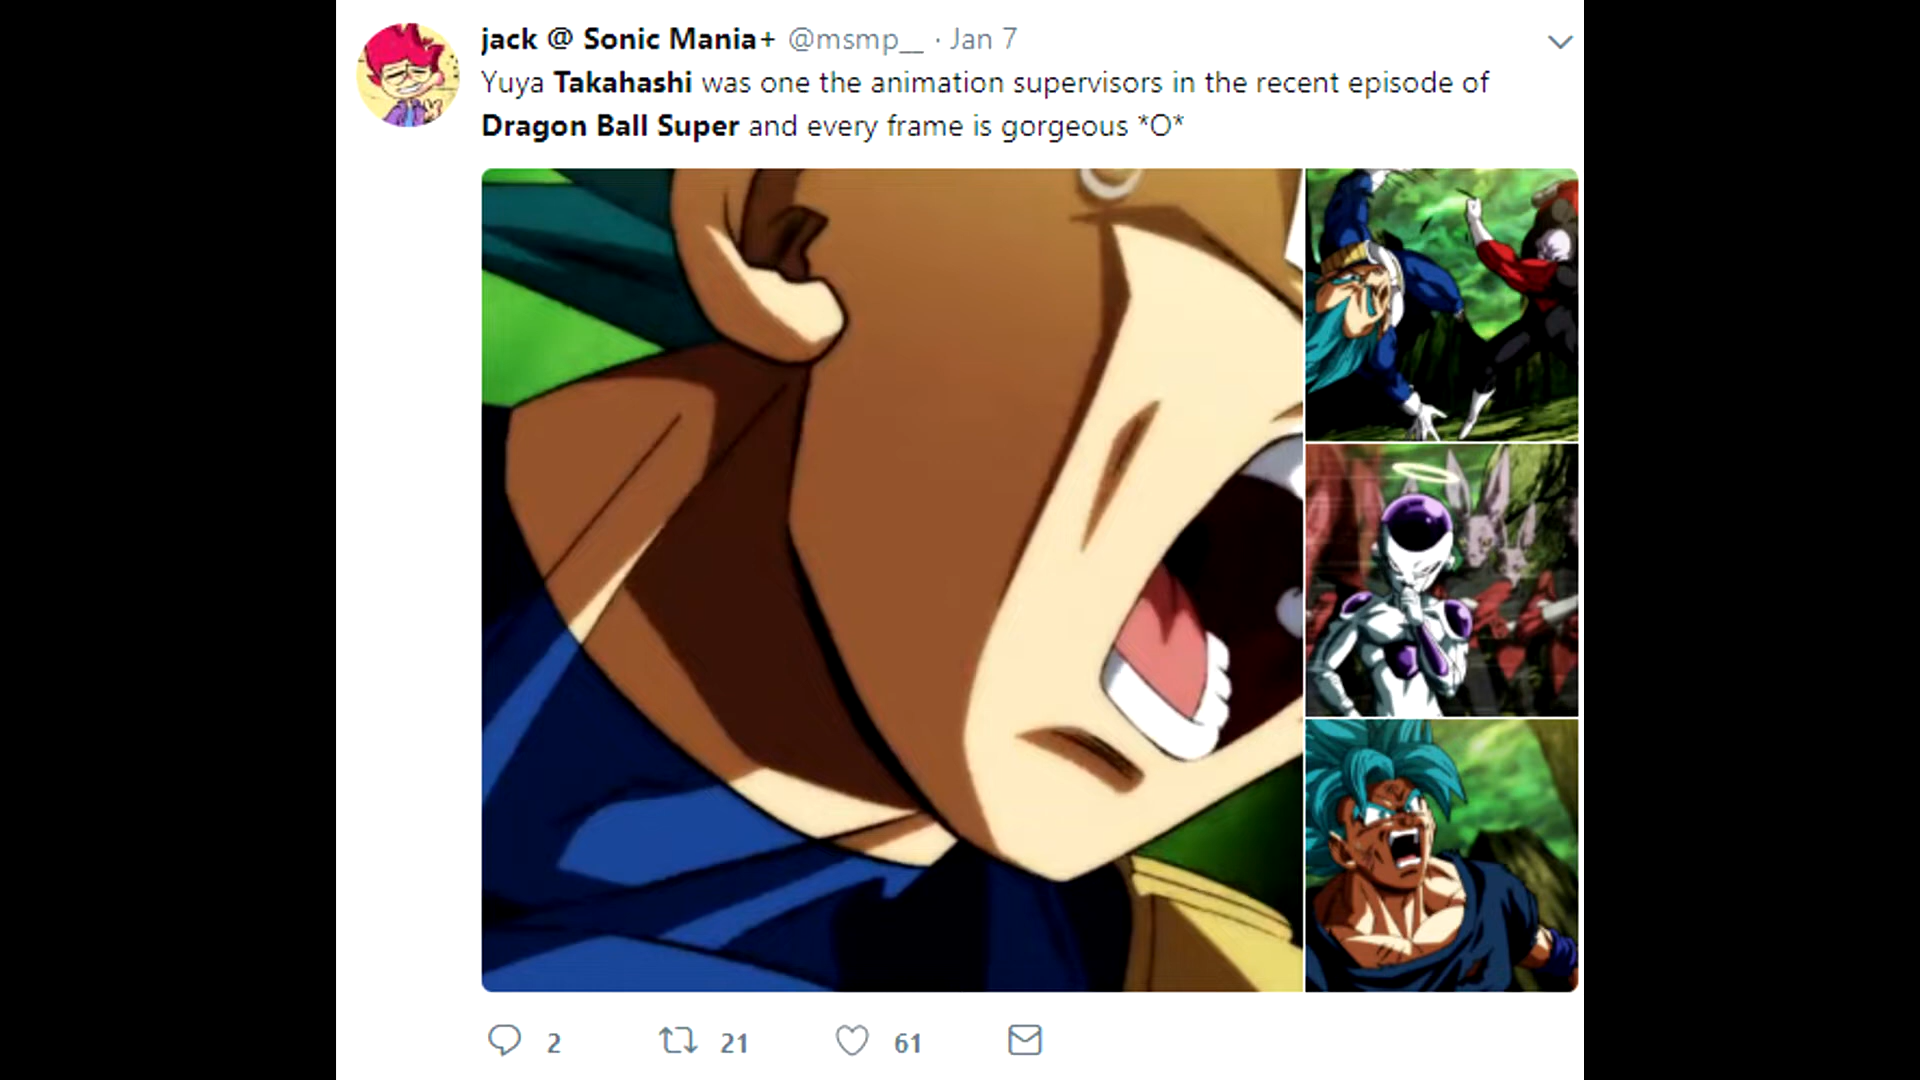 jack @ Sonic Mania+ @msmp__ · Jan 7
Yuya Takahashi was one the animation supervisors in the recent episode of
Dragon Ball Super and every frame is gorgeous *O*
2 21 61